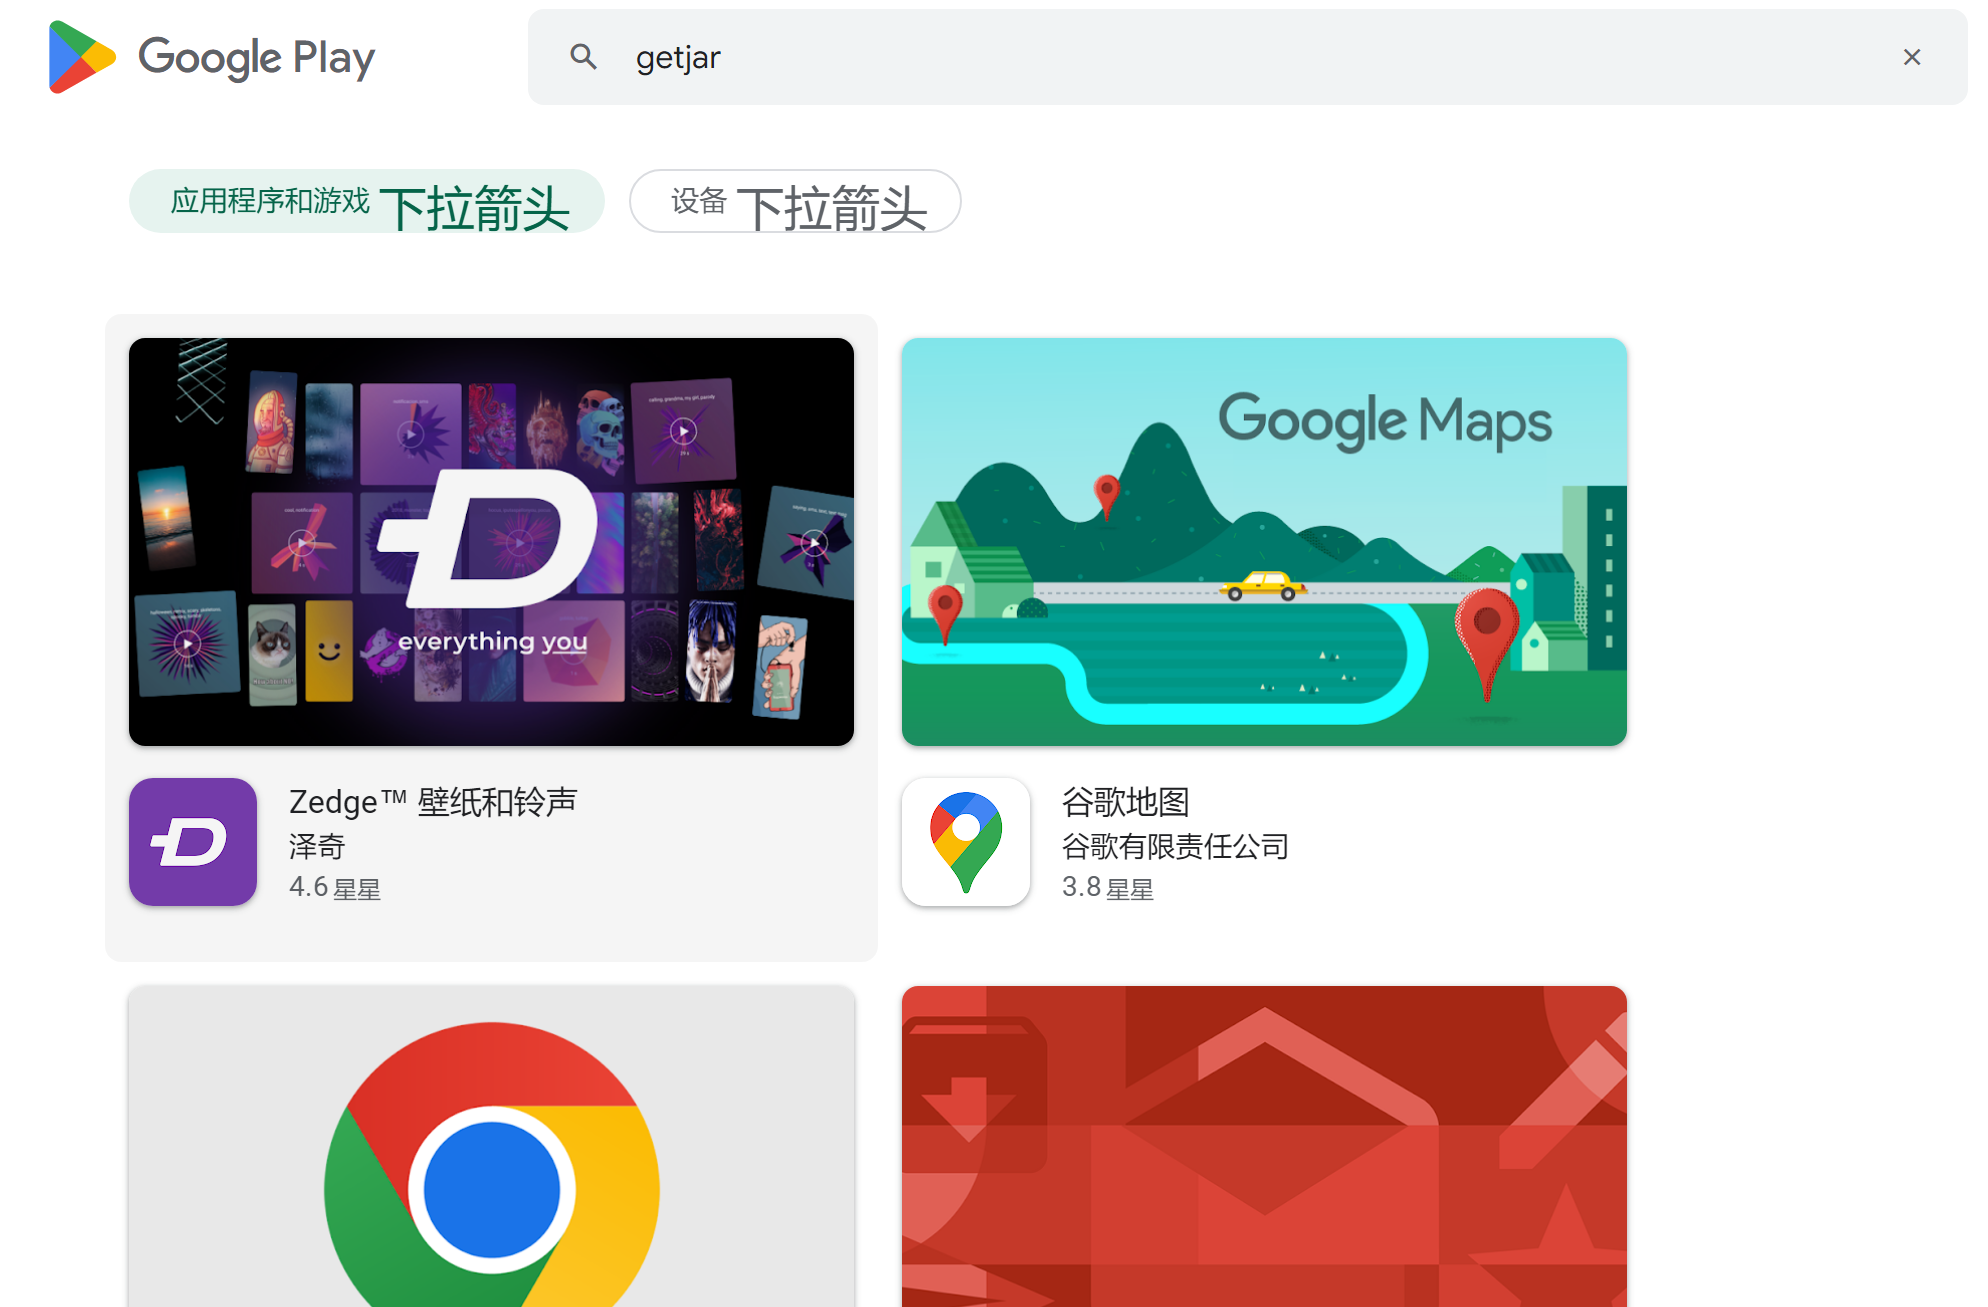 Google Play
getjar
应用程序和游戏 下拉箭头
设备 下拉箭头
everything you
Google Maps
Zedge™ 壁纸和铃声
泽奇
4.6 星星
谷歌地图
谷歌有限责任公司
3.8 星星